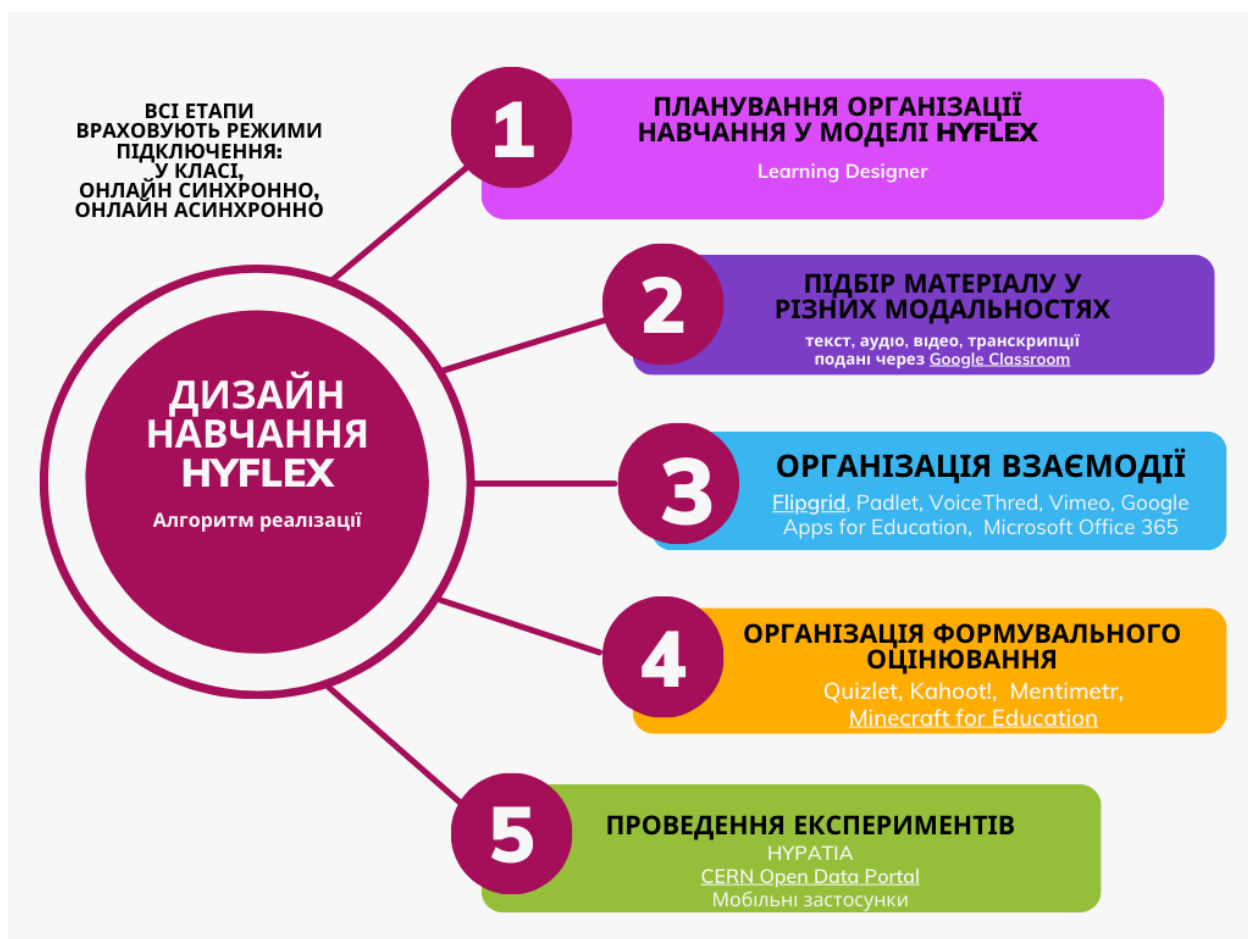 ВСІ ЕТАПИ
ВРАХОВУЮТЬ РЕЖИМИ
ПІДКЛЮЧЕННЯ:
У КЛАСІ,
ОНЛАЙН СИНХРОННО,
ОНЛАЙН АСИНХРОННО
ДИЗАЙН
НАВЧАННЯ
HYFLEX
Алгоритм реалізації
1
ПЛАНУВАННЯ ОРГАНІЗАЦІЇ
НАВЧАННЯ У МОДЕЛІ HYFLEX
Learning Designer
2
ПІДБІР МАТЕРІАЛУ У
РІЗНИХ МОДАЛЬНОСТЯХ
текст, аудіо, відео, транскрипції
подані через Google Classroom
3
ОРГАНІЗАЦІЯ ВЗАЄМОДІЇ
Flipgrid, Padlet, VoiceThred, Vimeo, Google
Apps for Education, Microsoft Office 365
4
ОРГАНІЗАЦІЯ ФОРМУВАЛЬНОГО
ОЦІНЮВАННЯ
Quizlet, Kahoot!, Mentimetr,
Minecraft for Education
5
ПРОВЕДЕННЯ ЕКСПЕРИМЕНТІВ
HYPATIA
CERN Open Data Portal
Мобільні застосунки